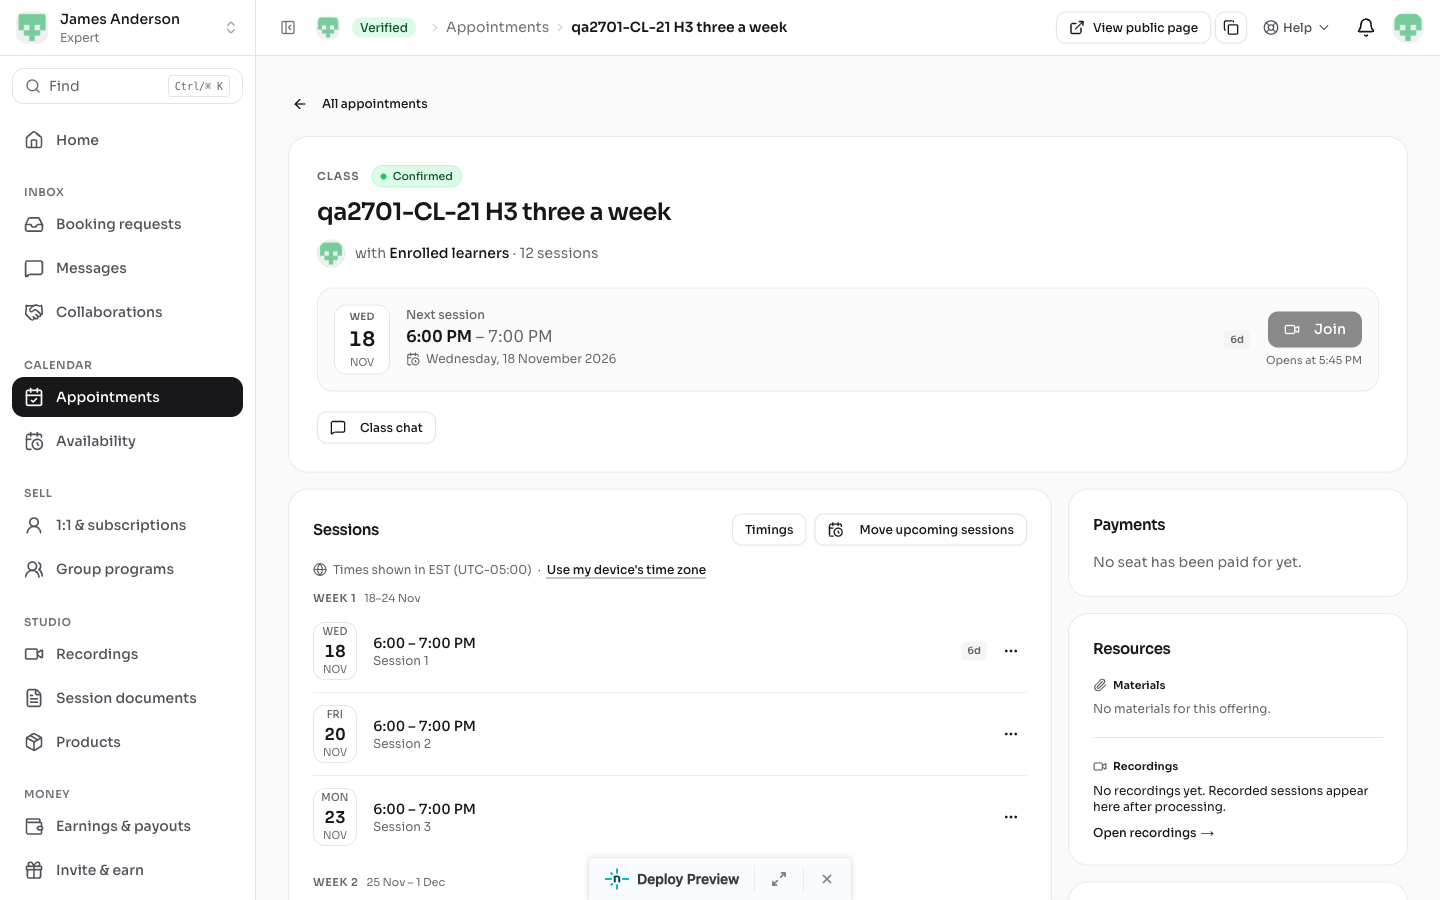 James Anderson
Expert
Find
Ctrl/⌘ K
Home
INBOX
Booking requests
Messages
Collaborations
CALENDAR
Appointments
Availability
SELL
1:1 & subscriptions
Group programs
STUDIO
Recordings
Session documents
Products
MONEY
Earnings & payouts
Invite & earn
Verified
Appointments
qa2701-CL-21 H3 three a week
View public page
Help
All appointments
CLASS
Confirmed
qa2701-CL-21 H3 three a week
with Enrolled learners · 12 sessions
WED
18
NOV
Next session
6:00 PM – 7:00 PM
Wednesday, 18 November 2026
6d
Join
Opens at 5:45 PM
Class chat
Sessions
Timings
Move upcoming sessions
Times shown in EST (UTC-05:00) · Use my device's time zone
WEEK 1 18–24 Nov
WED
18
NOV
6:00 – 7:00 PM
Session 1
6d
FRI
20
NOV
6:00 – 7:00 PM
Session 2
MON
23
NOV
6:00 – 7:00 PM
Session 3
WEEK 2 25 Nov – 1 Dec
Payments
No seat has been paid for yet.
Resources
Materials
No materials for this offering.
Recordings
No recordings yet. Recorded sessions appear
here after processing.
Open recordings →
Deploy Preview